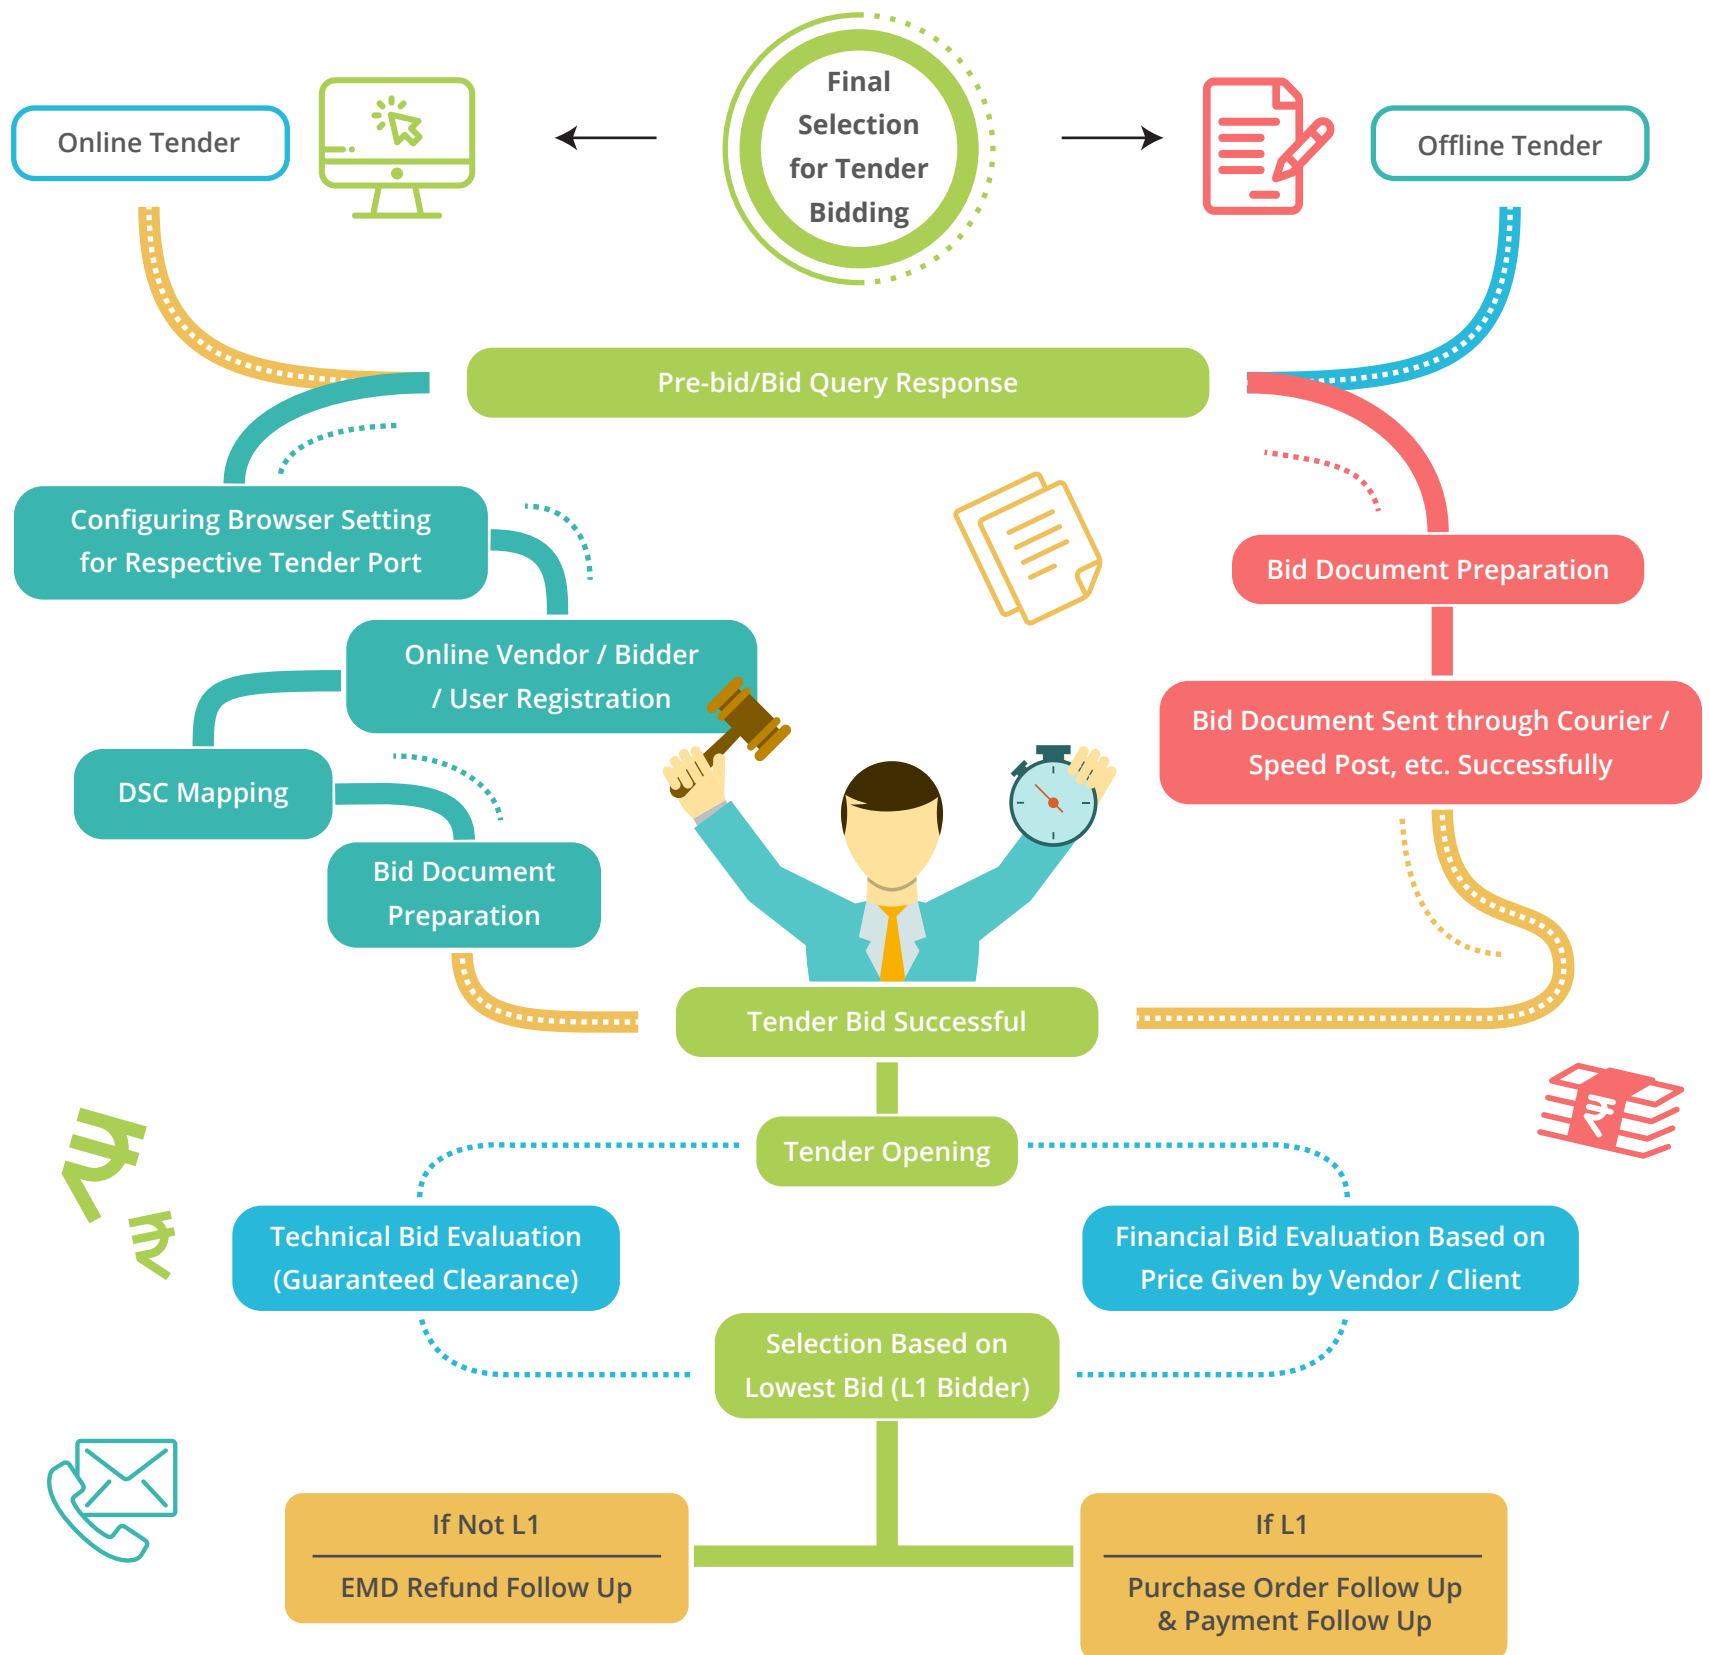 Final
Selection
for Tender
Bidding
Online Tender
Offline Tender
Pre-bid/Bid Query Response
Configuring Browser Setting
for Respective Tender Port
Online Vendor / Bidder
/ User Registration
DSC Mapping
Bid Document
Preparation
Bid Document Preparation
Bid Document Sent through Courier /
Speed Post, etc. Successfully
Tender Bid Successful
Tender Opening
₹
₹
₹
Technical Bid Evaluation
(Guaranteed Clearance)
Financial Bid Evaluation Based on
Price Given by Vendor / Client
Selection Based on
Lowest Bid (L1 Bidder)
If Not L1
EMD Refund Follow Up
If L1
Purchase Order Follow Up
& Payment Follow Up